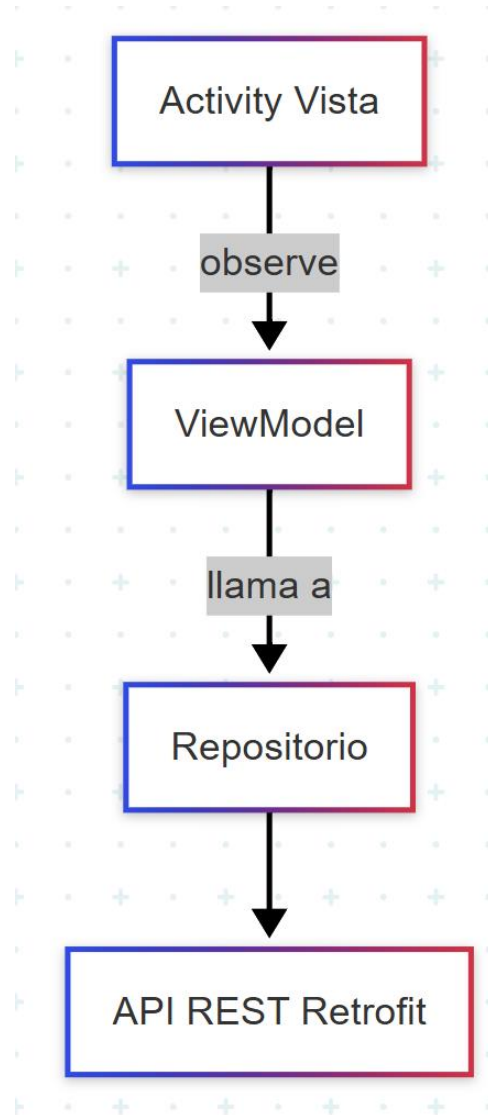 Activity Vista
observe
ViewModel
llama a
Repositorio
API REST Retrofit